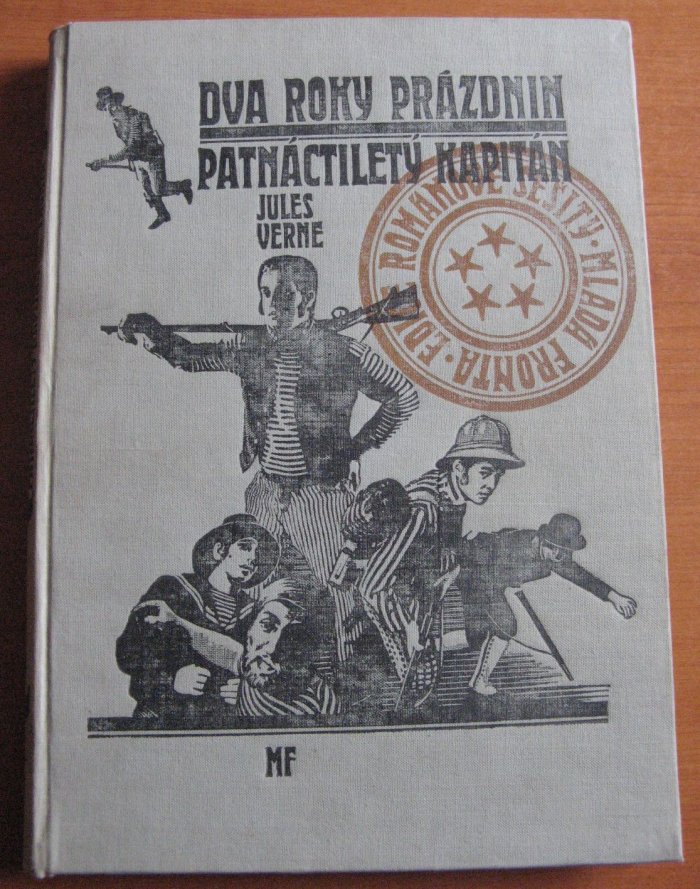 DVA ROKY PRÁZDNIN
PATNÁCTILETÝ KAPITÁN
JULES
VERNE
EDICE ROMÁNOVÉ SEŠITY · MLADÁ FRONTA ·
MF